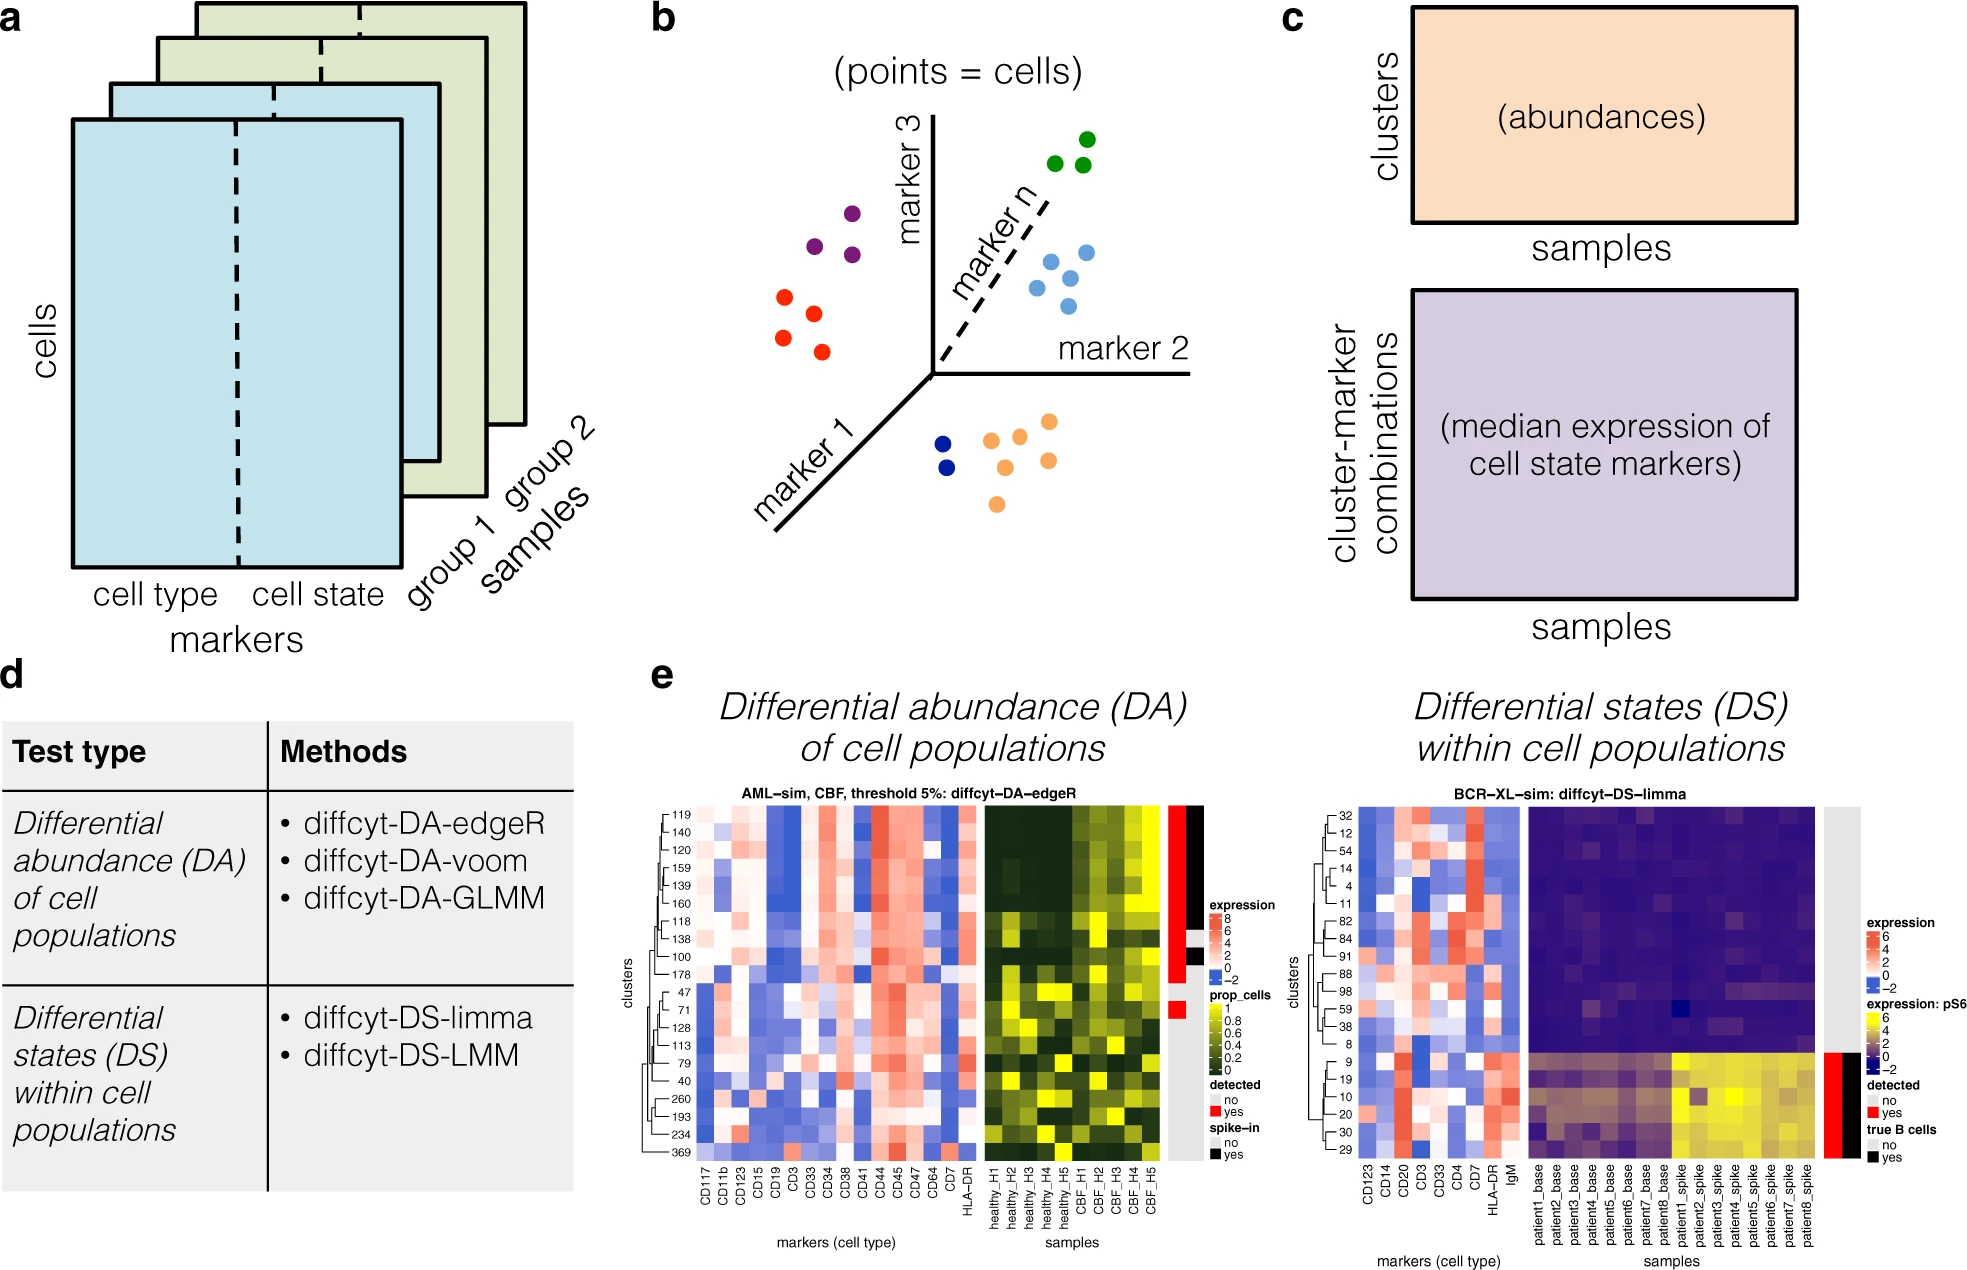 a
cells
cell type
cell state
markers
group 1
group 2
samples
b
(points = cells)
marker 3
marker n
marker 2
marker 1
c
clusters
(abundances)
samples
cluster-marker
combinations
(median expression of
cell state markers)
samples
d
Test type
Methods
Differential
abundance (DA)
of cell
populations
• diffcyt-DA-edgeR
• diffcyt-DA-voom
• diffcyt-DA-GLMM
Differential
states (DS)
within cell
populations
• diffcyt-DS-limma
• diffcyt-DS-LMM
e
Differential abundance (DA)
of cell populations
AML–sim, CBF, threshold 5%: diffcyt–DA–edgeR
clusters
119
140
120
159
139
160
118
138
100
178
47
71
128
113
79
40
260
193
234
369
CD117
CD11b
CD123
CD15
CD19
CD3
CD33
CD34
CD38
CD41
CD44
CD45
CD47
CD64
CD7
HLA–DR
markers (cell type)
healthy_H1
healthy_H2
healthy_H3
healthy_H4
healthy_H5
CBF_H1
CBF_H2
CBF_H3
CBF_H4
CBF_H5
samples
expression
8
6
4
2
0
−2
prop_cells
1
0.8
0.6
0.4
0.2
0
detected
no
yes
spike–in
no
yes
Differential states (DS)
within cell populations
BCR–XL–sim: diffcyt–DS–limma
clusters
32
12
54
14
4
11
82
84
91
88
98
59
38
8
9
19
10
20
30
29
CD123
CD14
CD20
CD3
CD33
CD4
CD7
HLA–DR
IgM
markers (cell type)
patient1_base
patient2_base
patient3_base
patient4_base
patient5_base
patient6_base
patient7_base
patient8_base
patient1_spike
patient2_spike
patient3_spike
patient4_spike
patient5_spike
patient6_spike
patient7_spike
patient8_spike
samples
expression
6
4
2
0
−2
expression: pS6
6
4
2
0
−2
detected
no
yes
true B cells
no
yes